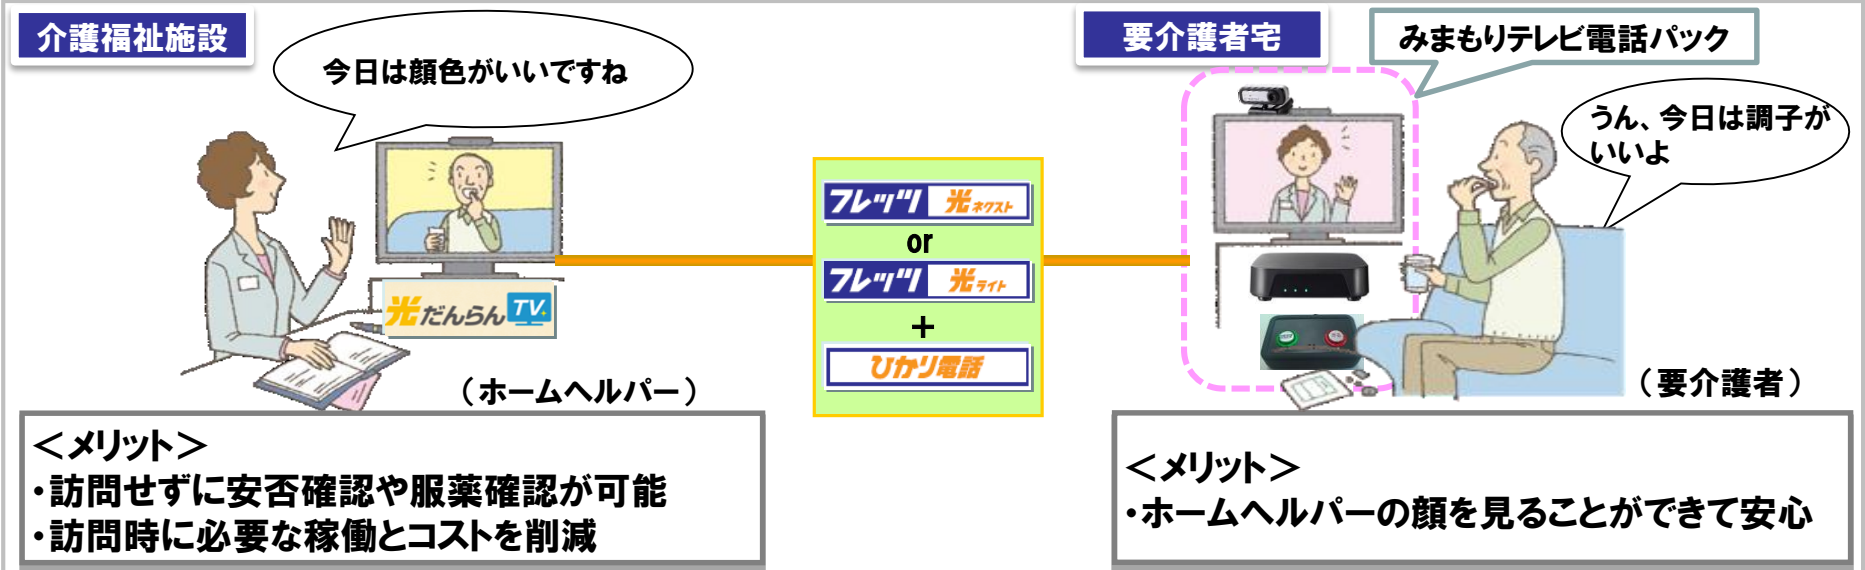 介護福祉施設
今日は顔色がいいですね
光だんらんTV
（ホームヘルパー）
＜メリット＞
・訪問せずに安否確認や服薬確認が可能
・訪問時に必要な稼働とコストを削減
フレッツ 光ネクスト
or
フレッツ 光ライト
＋
ひかり電話
要介護者宅
みまもりテレビ電話パック
うん、今日は調子が
いいよ
（要介護者）
＜メリット＞
・ホームヘルパーの顔を見ることができて安心